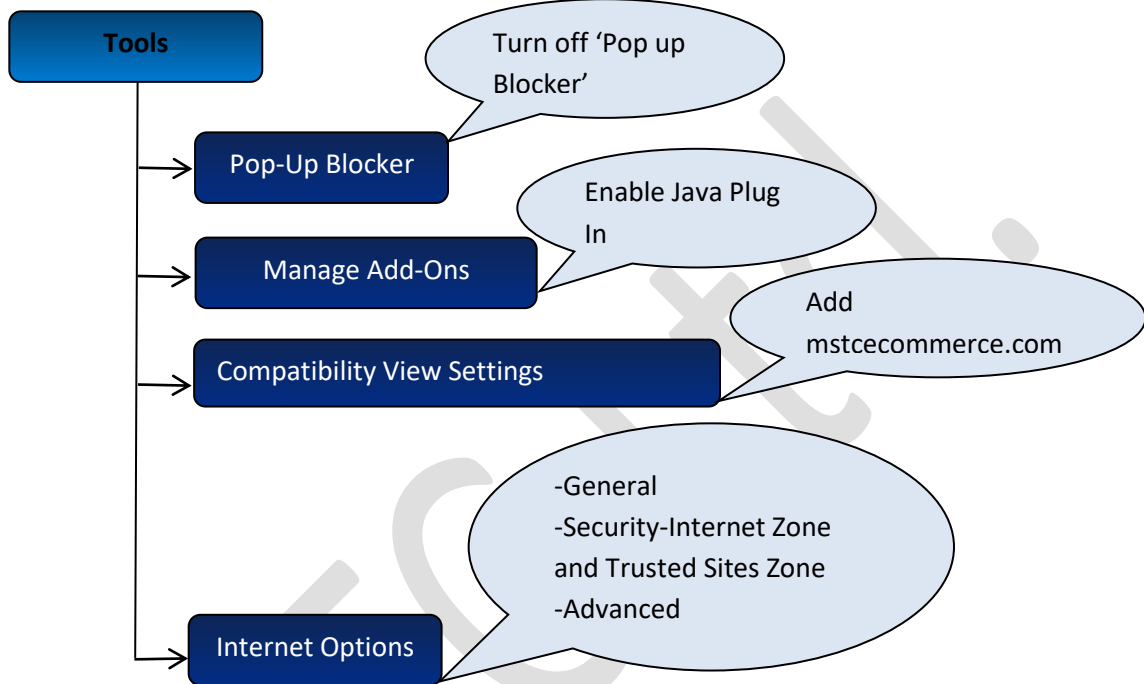 Tools
Turn off ‘Pop up
Blocker’
Pop-Up Blocker
Enable Java Plug
In
Manage Add-Ons
Add
mstcecommerce.com
Compatibility View Settings
-General
-Security-Internet Zone
and Trusted Sites Zone
-Advanced
Internet Options